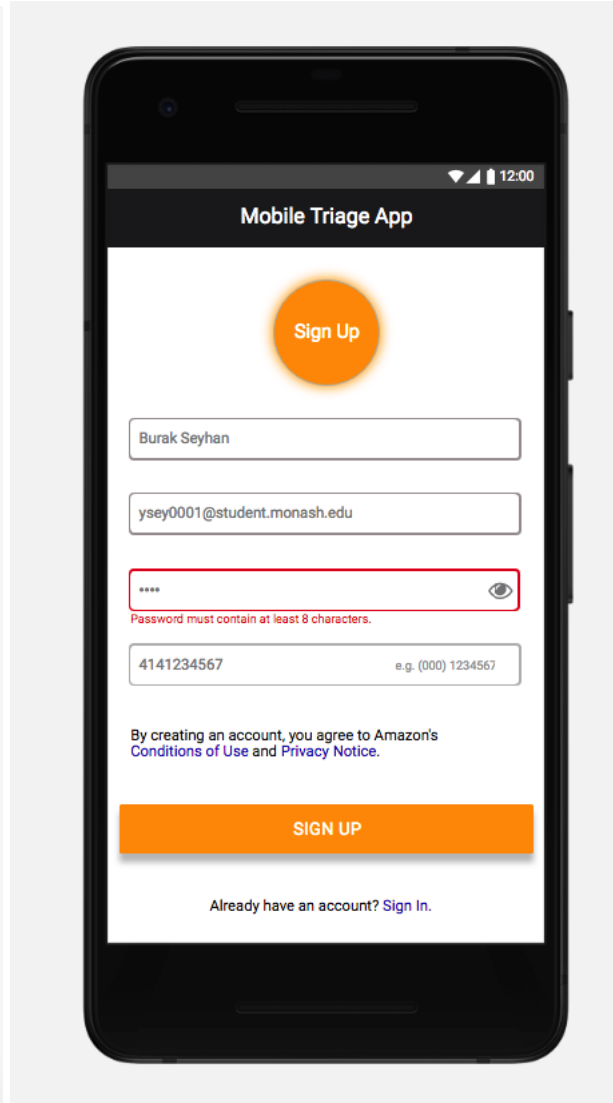 12:00
Mobile Triage App
Sign Up
Burak Seyhan
ysey0001@student.monash.edu
••••
Password must contain at least 8 characters.
4141234567 e.g. (000) 1234567
By creating an account, you agree to Amazon's
Conditions of Use and Privacy Notice.
SIGN UP
Already have an account? Sign In.